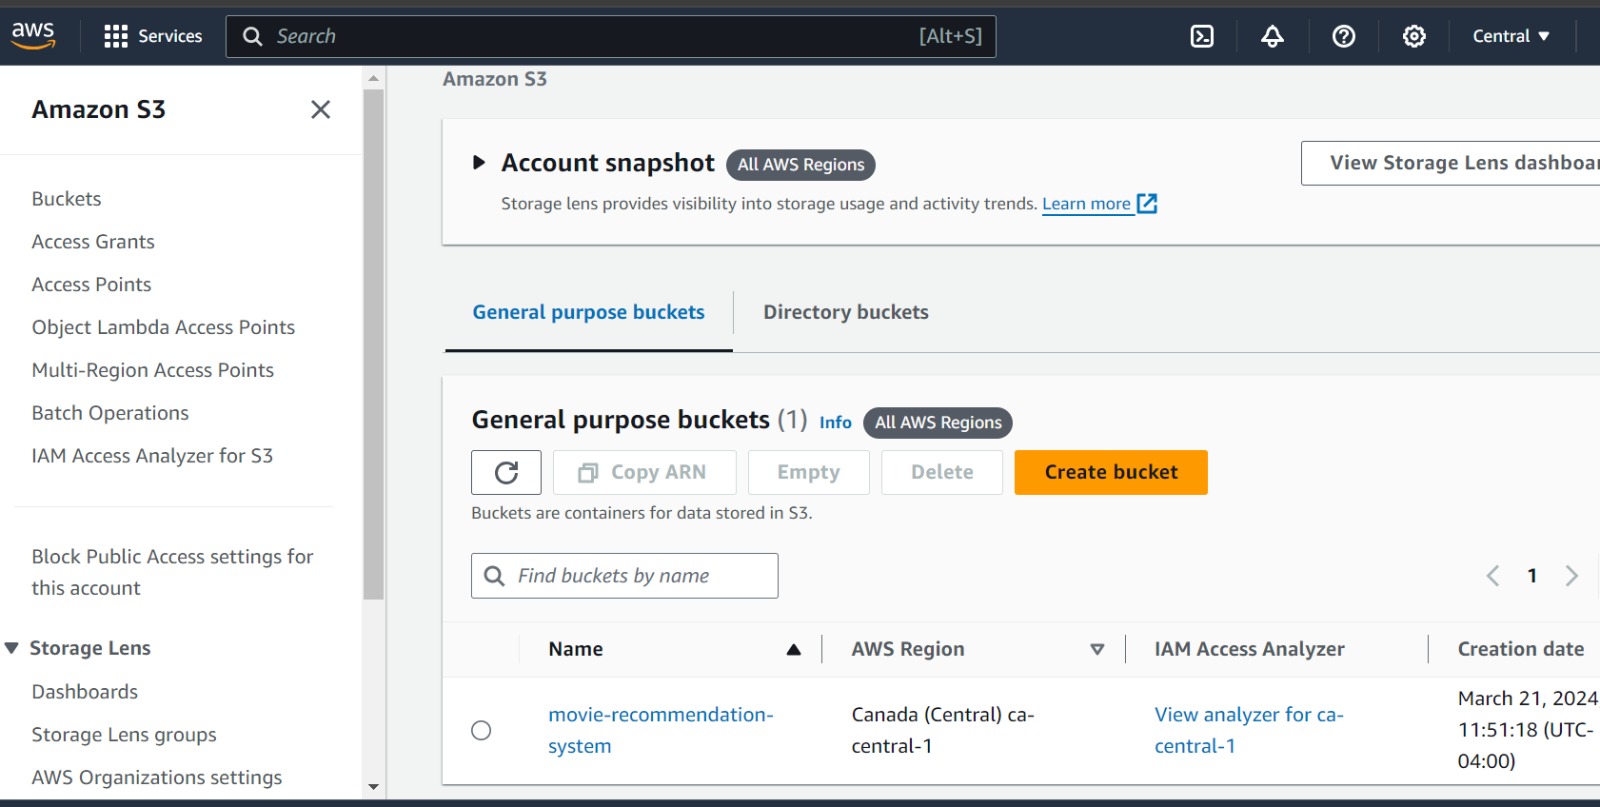 aws
Services
Search
[Alt+S]
Central
Amazon S3
Buckets
Access Grants
Access Points
Object Lambda Access Points
Multi-Region Access Points
Batch Operations
IAM Access Analyzer for S3
Block Public Access settings for
this account
Storage Lens
Dashboards
Storage Lens groups
AWS Organizations settings
Amazon S3
Account snapshot
All AWS Regions
View Storage Lens dashboar
Storage lens provides visibility into storage usage and activity trends. Learn more
General purpose buckets
Directory buckets
General purpose buckets (1) Info
All AWS Regions
Copy ARN
Empty
Delete
Create bucket
Buckets are containers for data stored in S3.
Find buckets by name
1
Name
AWS Region
IAM Access Analyzer
Creation date
movie-recommendation-
system
Canada (Central) ca-
central-1
View analyzer for ca-
central-1
March 21, 2024
11:51:18 (UTC-
04:00)